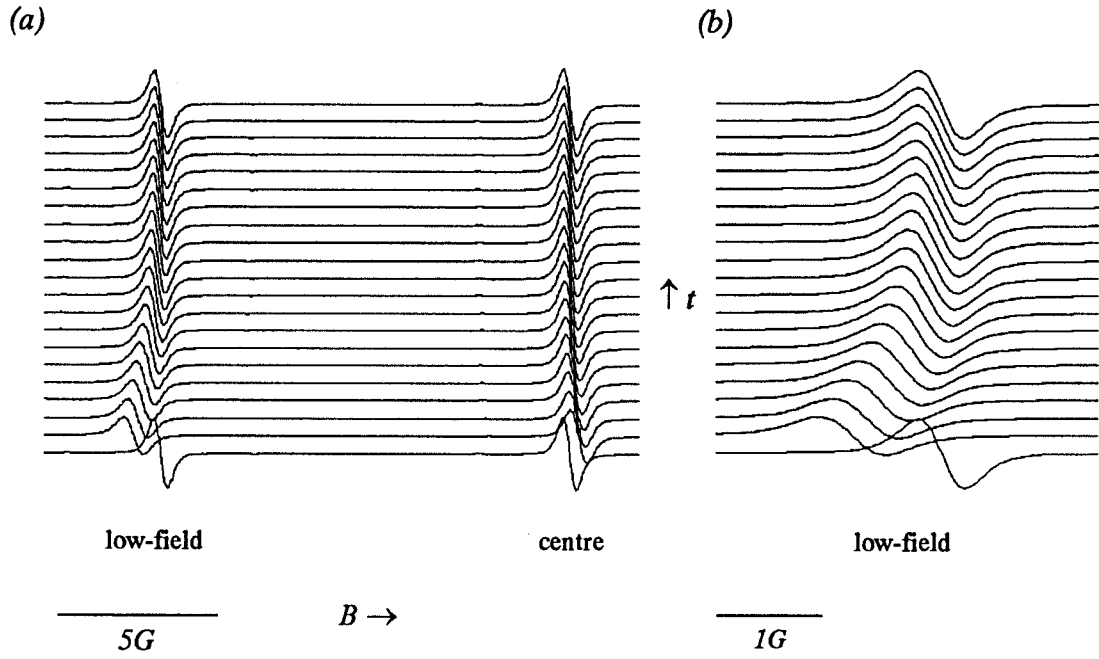 (a)
(b)
↑ t
low-field
centre
low-field
5G
B →
1G